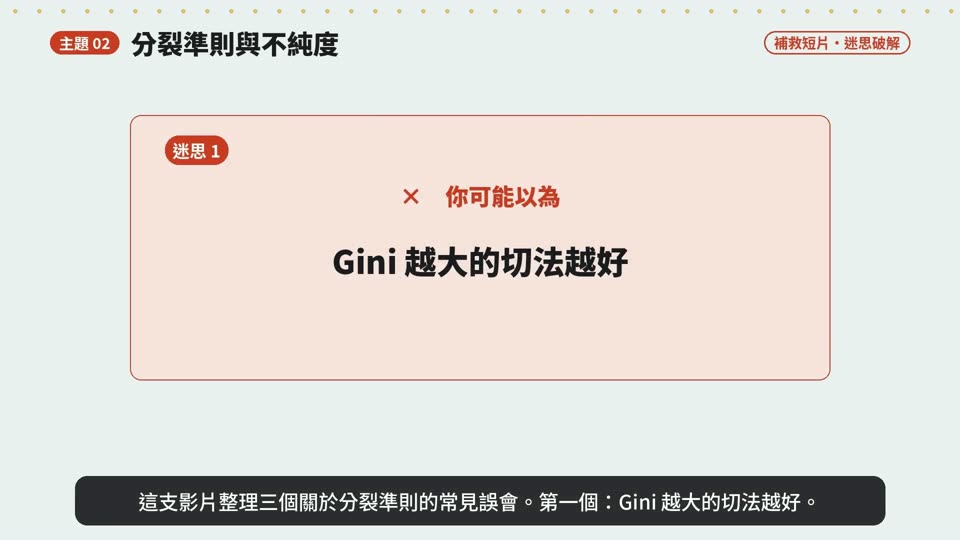 主題 02
分裂準則與不純度
補救短片・迷思破解
迷思 1
✕ 你可能以為
Gini 越大的切法越好
這支影片整理三個關於分裂準則的常見誤會。第一個：Gini 越大的切法越好。